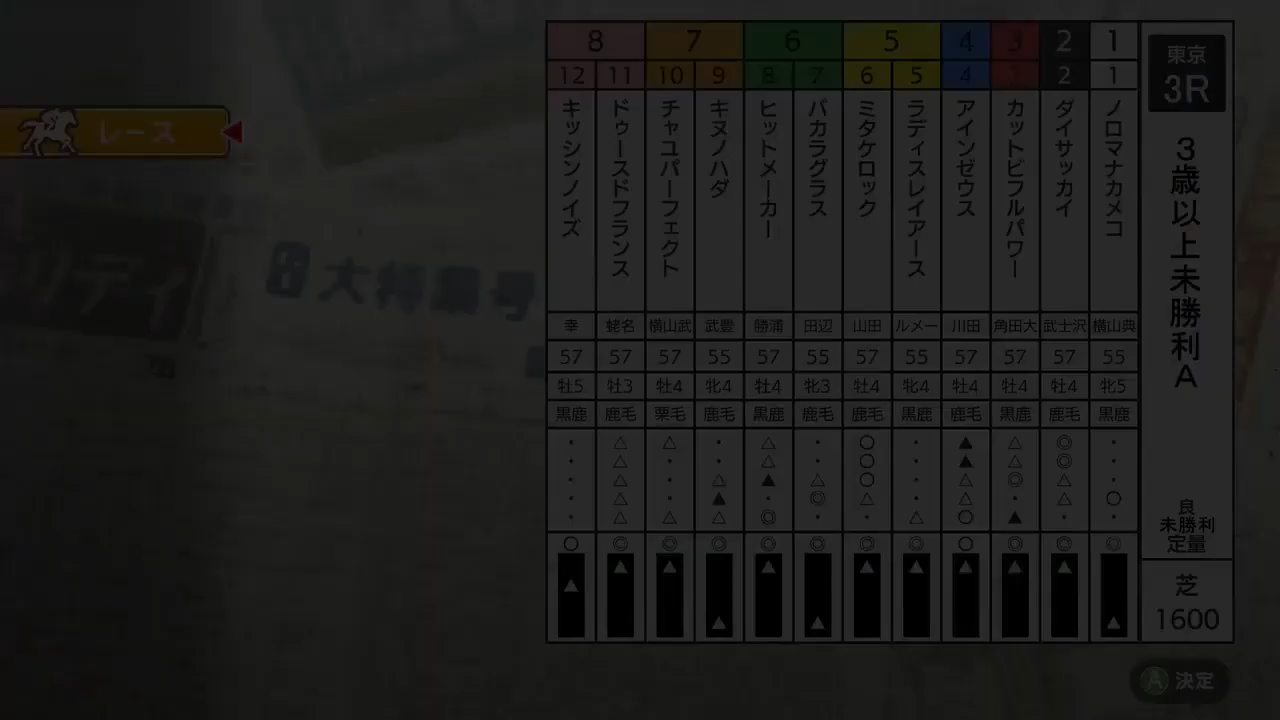 レース
大特集号
8 7 6 5 4 3 2 1
12 11 10 9 8 7 6 5 4 3 2 1
キッシンノイズ
ドゥースドフランス
チャユパーフェクト
キヌノハダ
ヒットメーカー
バカラグラス
ミタケロック
ラディスレイアース
アインゼウス
カットビフルパワー
ダイサッカイ
ノロマナカメコ
幸 蛯名 横山武 武豊 勝浦 田辺 山田 ルメー 川田 角田大 武士沢 横山典
57 57 57 55 57 55 57 55 57 57 57 55
牡5 牡3 牡4 牝4 牡4 牝3 牡4 牝4 牡4 牡4 牡4 牝5
黒鹿 鹿毛 栗毛 鹿毛 黒鹿 鹿毛 鹿毛 黒鹿 鹿毛 黒鹿 鹿毛 黒鹿
・ △ △ ・ △ ・ ○ ・ ▲ △ ◎ ・
・ △ ・ ・ △ ・ ○ ・ ▲ △ ◎ ・
・ △ ・ △ ▲ △ ○ ・ △ ◎ △ ・
・ △ ・ ▲ ・ ◎ △ ・ △ ・ △ ○
・ △ △ △ ◎ ・ ・ △ ○ ▲ ・ ・
○ ◎ ◎ ◎ ◎ ◎ ◎ ◎ ○ ◎ ◎ ◎
東京
3R
3歳以上未勝利A
良
未勝利
定量
芝
1600
A 決定